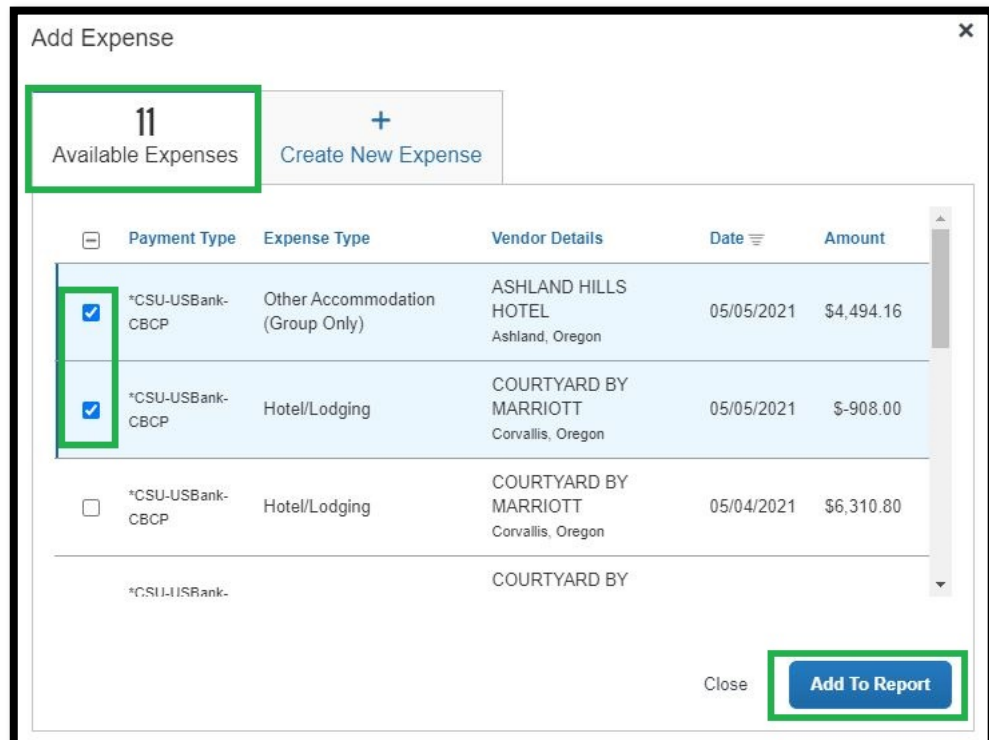 Add Expense
×
11
Available Expenses
+
Create New Expense
Payment Type Expense Type Vendor Details Date Amount
*CSU-USBank-
CBCP
Other Accommodation
(Group Only)
ASHLAND HILLS
HOTEL
Ashland, Oregon
05/05/2021 $4,494.16
*CSU-USBank-
CBCP
Hotel/Lodging
COURTYARD BY
MARRIOTT
Corvallis, Oregon
05/05/2021 $-908.00
*CSU-USBank-
CBCP
Hotel/Lodging
COURTYARD BY
MARRIOTT
Corvallis, Oregon
05/04/2021 $6,310.80
*CSU-USBank-
COURTYARD BY
Close Add To Report